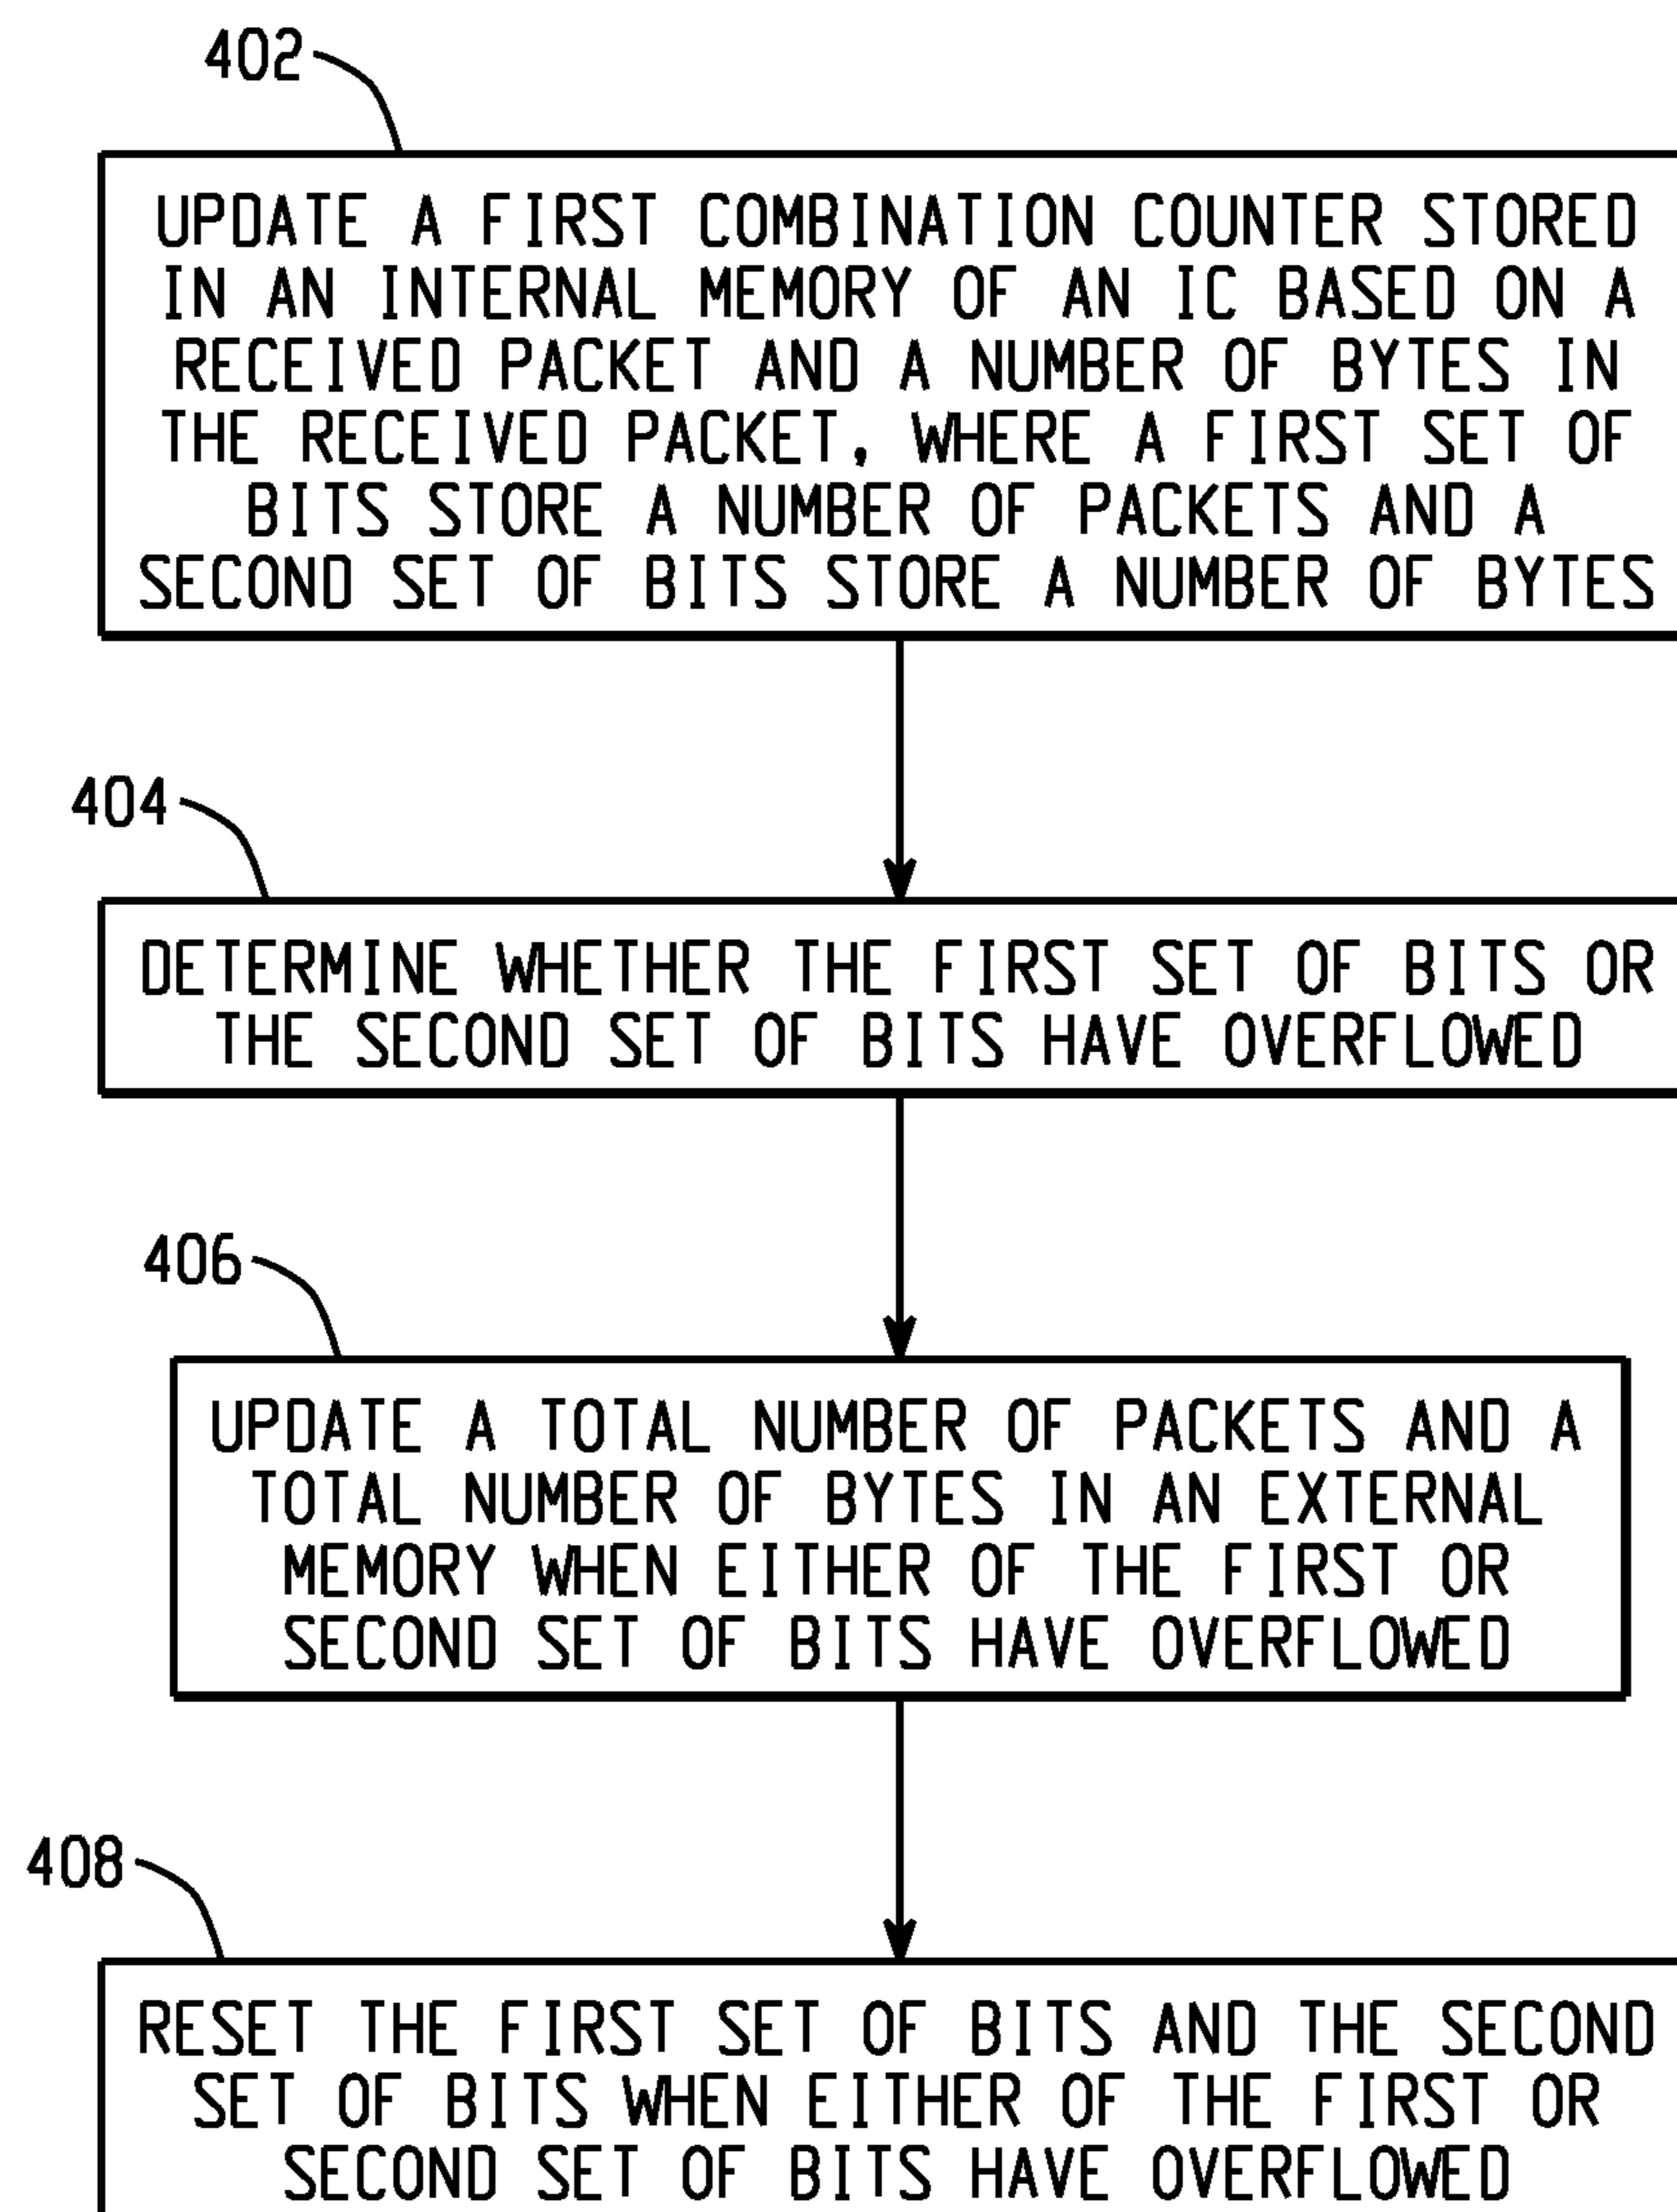 402
UPDATE A FIRST COMBINATION COUNTER STORED
IN AN INTERNAL MEMORY OF AN IC BASED ON A
RECEIVED PACKET AND A NUMBER OF BYTES IN
THE RECEIVED PACKET, WHERE A FIRST SET OF
BITS STORE A NUMBER OF PACKETS AND A
SECOND SET OF BITS STORE A NUMBER OF BYTES
404
DETERMINE WHETHER THE FIRST SET OF BITS OR
THE SECOND SET OF BITS HAVE OVERFLOWED
406
UPDATE A TOTAL NUMBER OF PACKETS AND A
TOTAL NUMBER OF BYTES IN AN EXTERNAL
MEMORY WHEN EITHER OF THE FIRST OR
SECOND SET OF BITS HAVE OVERFLOWED
408
RESET THE FIRST SET OF BITS AND THE SECOND
SET OF BITS WHEN EITHER OF THE FIRST OR
SECOND SET OF BITS HAVE OVERFLOWED